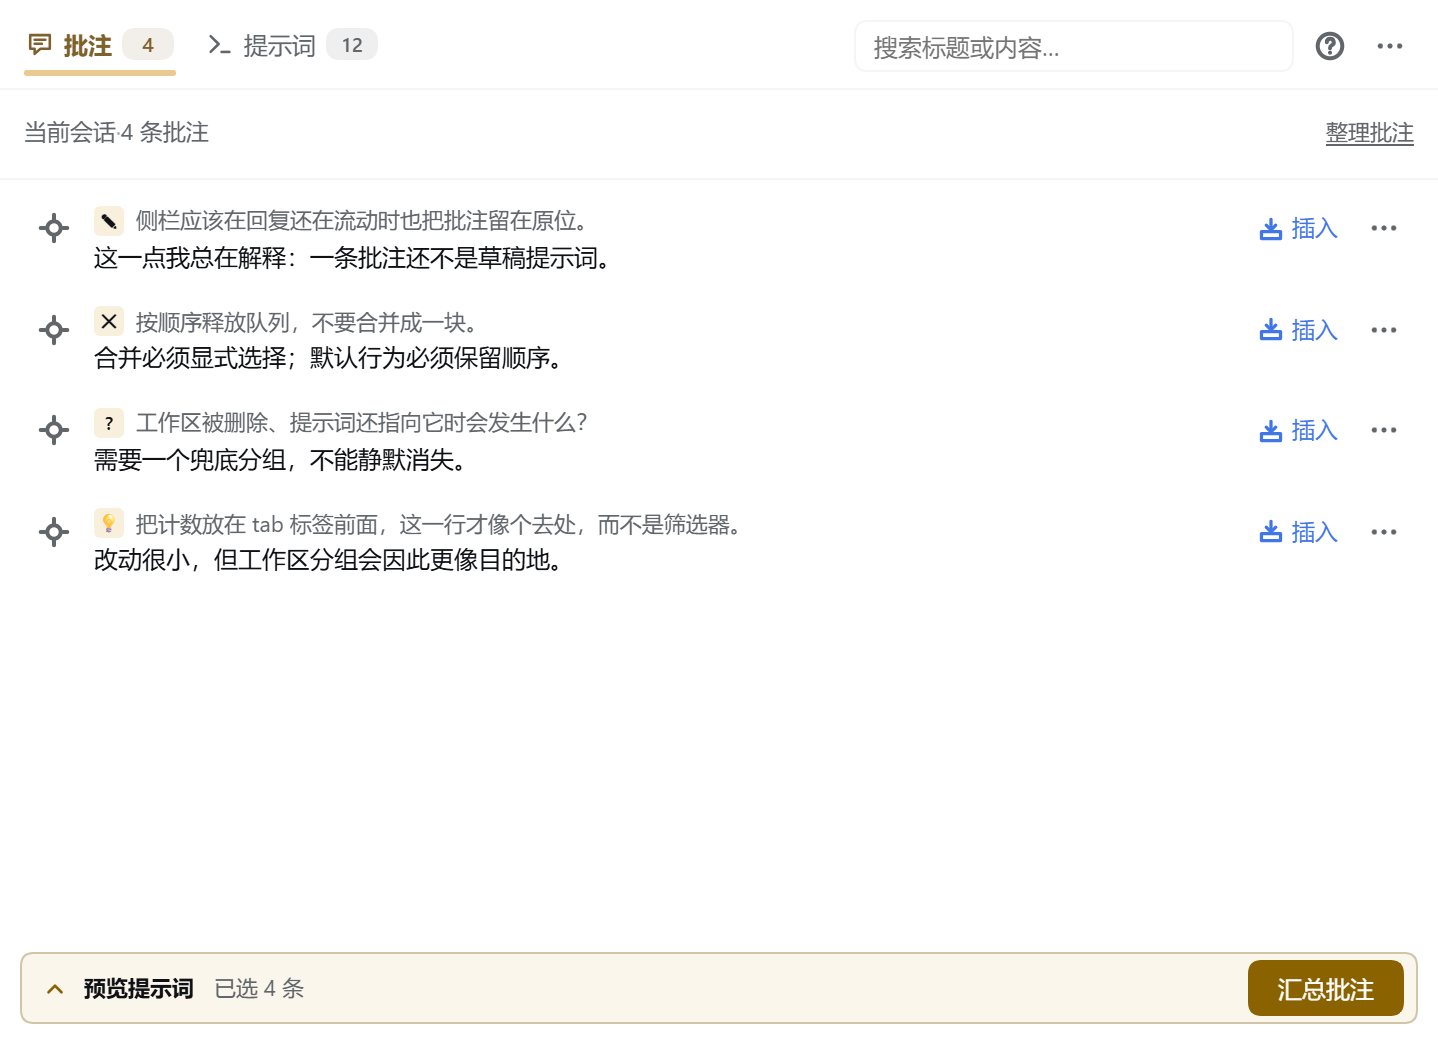 批注 4 提示词 12 搜索标题或内容...
当前会话·4 条批注 整理批注
侧栏应该在回复还在流动时也把批注留在原位。 插入
这一点我总在解释：一条批注还不是草稿提示词。
按顺序释放队列，不要合并成一块。 插入
合并必须显式选择；默认行为必须保留顺序。
? 工作区被删除、提示词还指向它时会发生什么？ 插入
需要一个兜底分组，不能静默消失。
把计数放在 tab 标签前面，这一行才像个去处，而不是筛选器。 插入
改动很小，但工作区分组会因此更像目的地。
预览提示词 已选 4 条 汇总批注